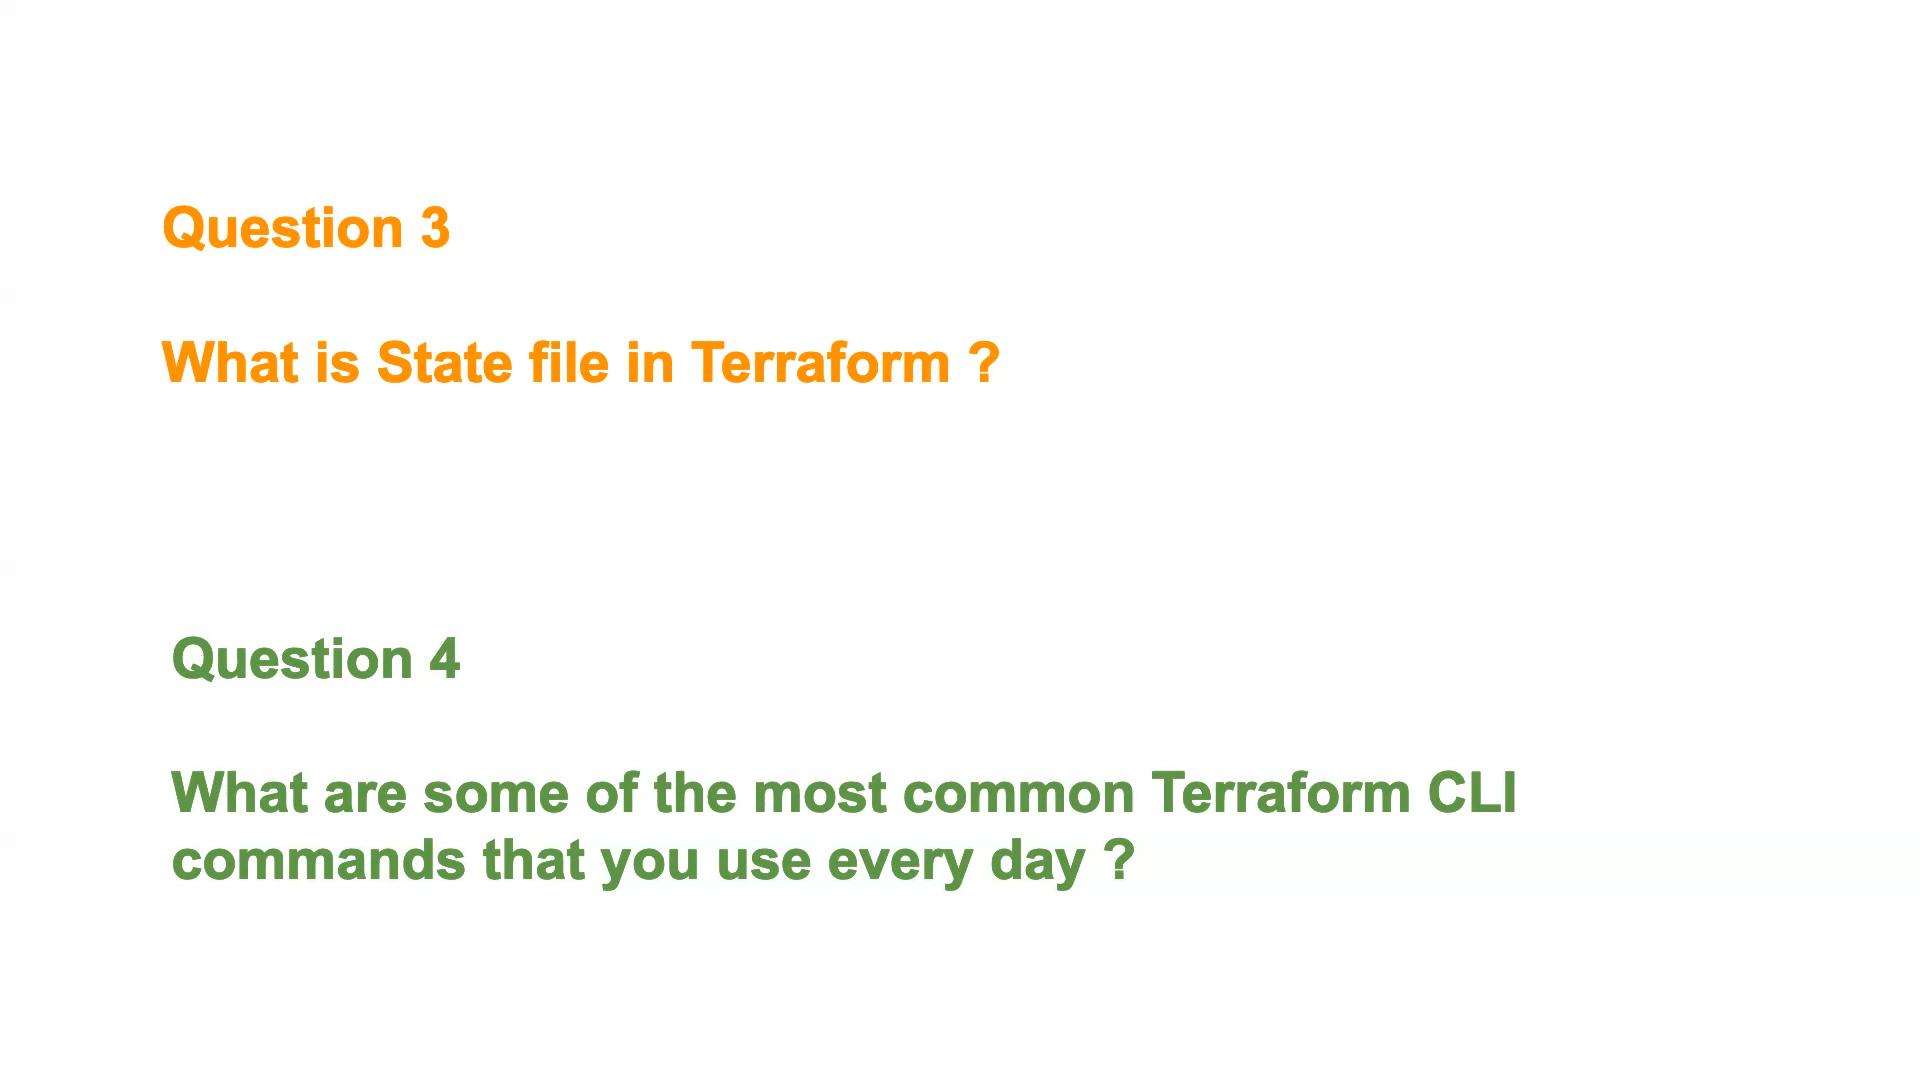 Question 3
What is State file in Terraform ?
Question 4
What are some of the most common Terraform CLI
commands that you use every day ?